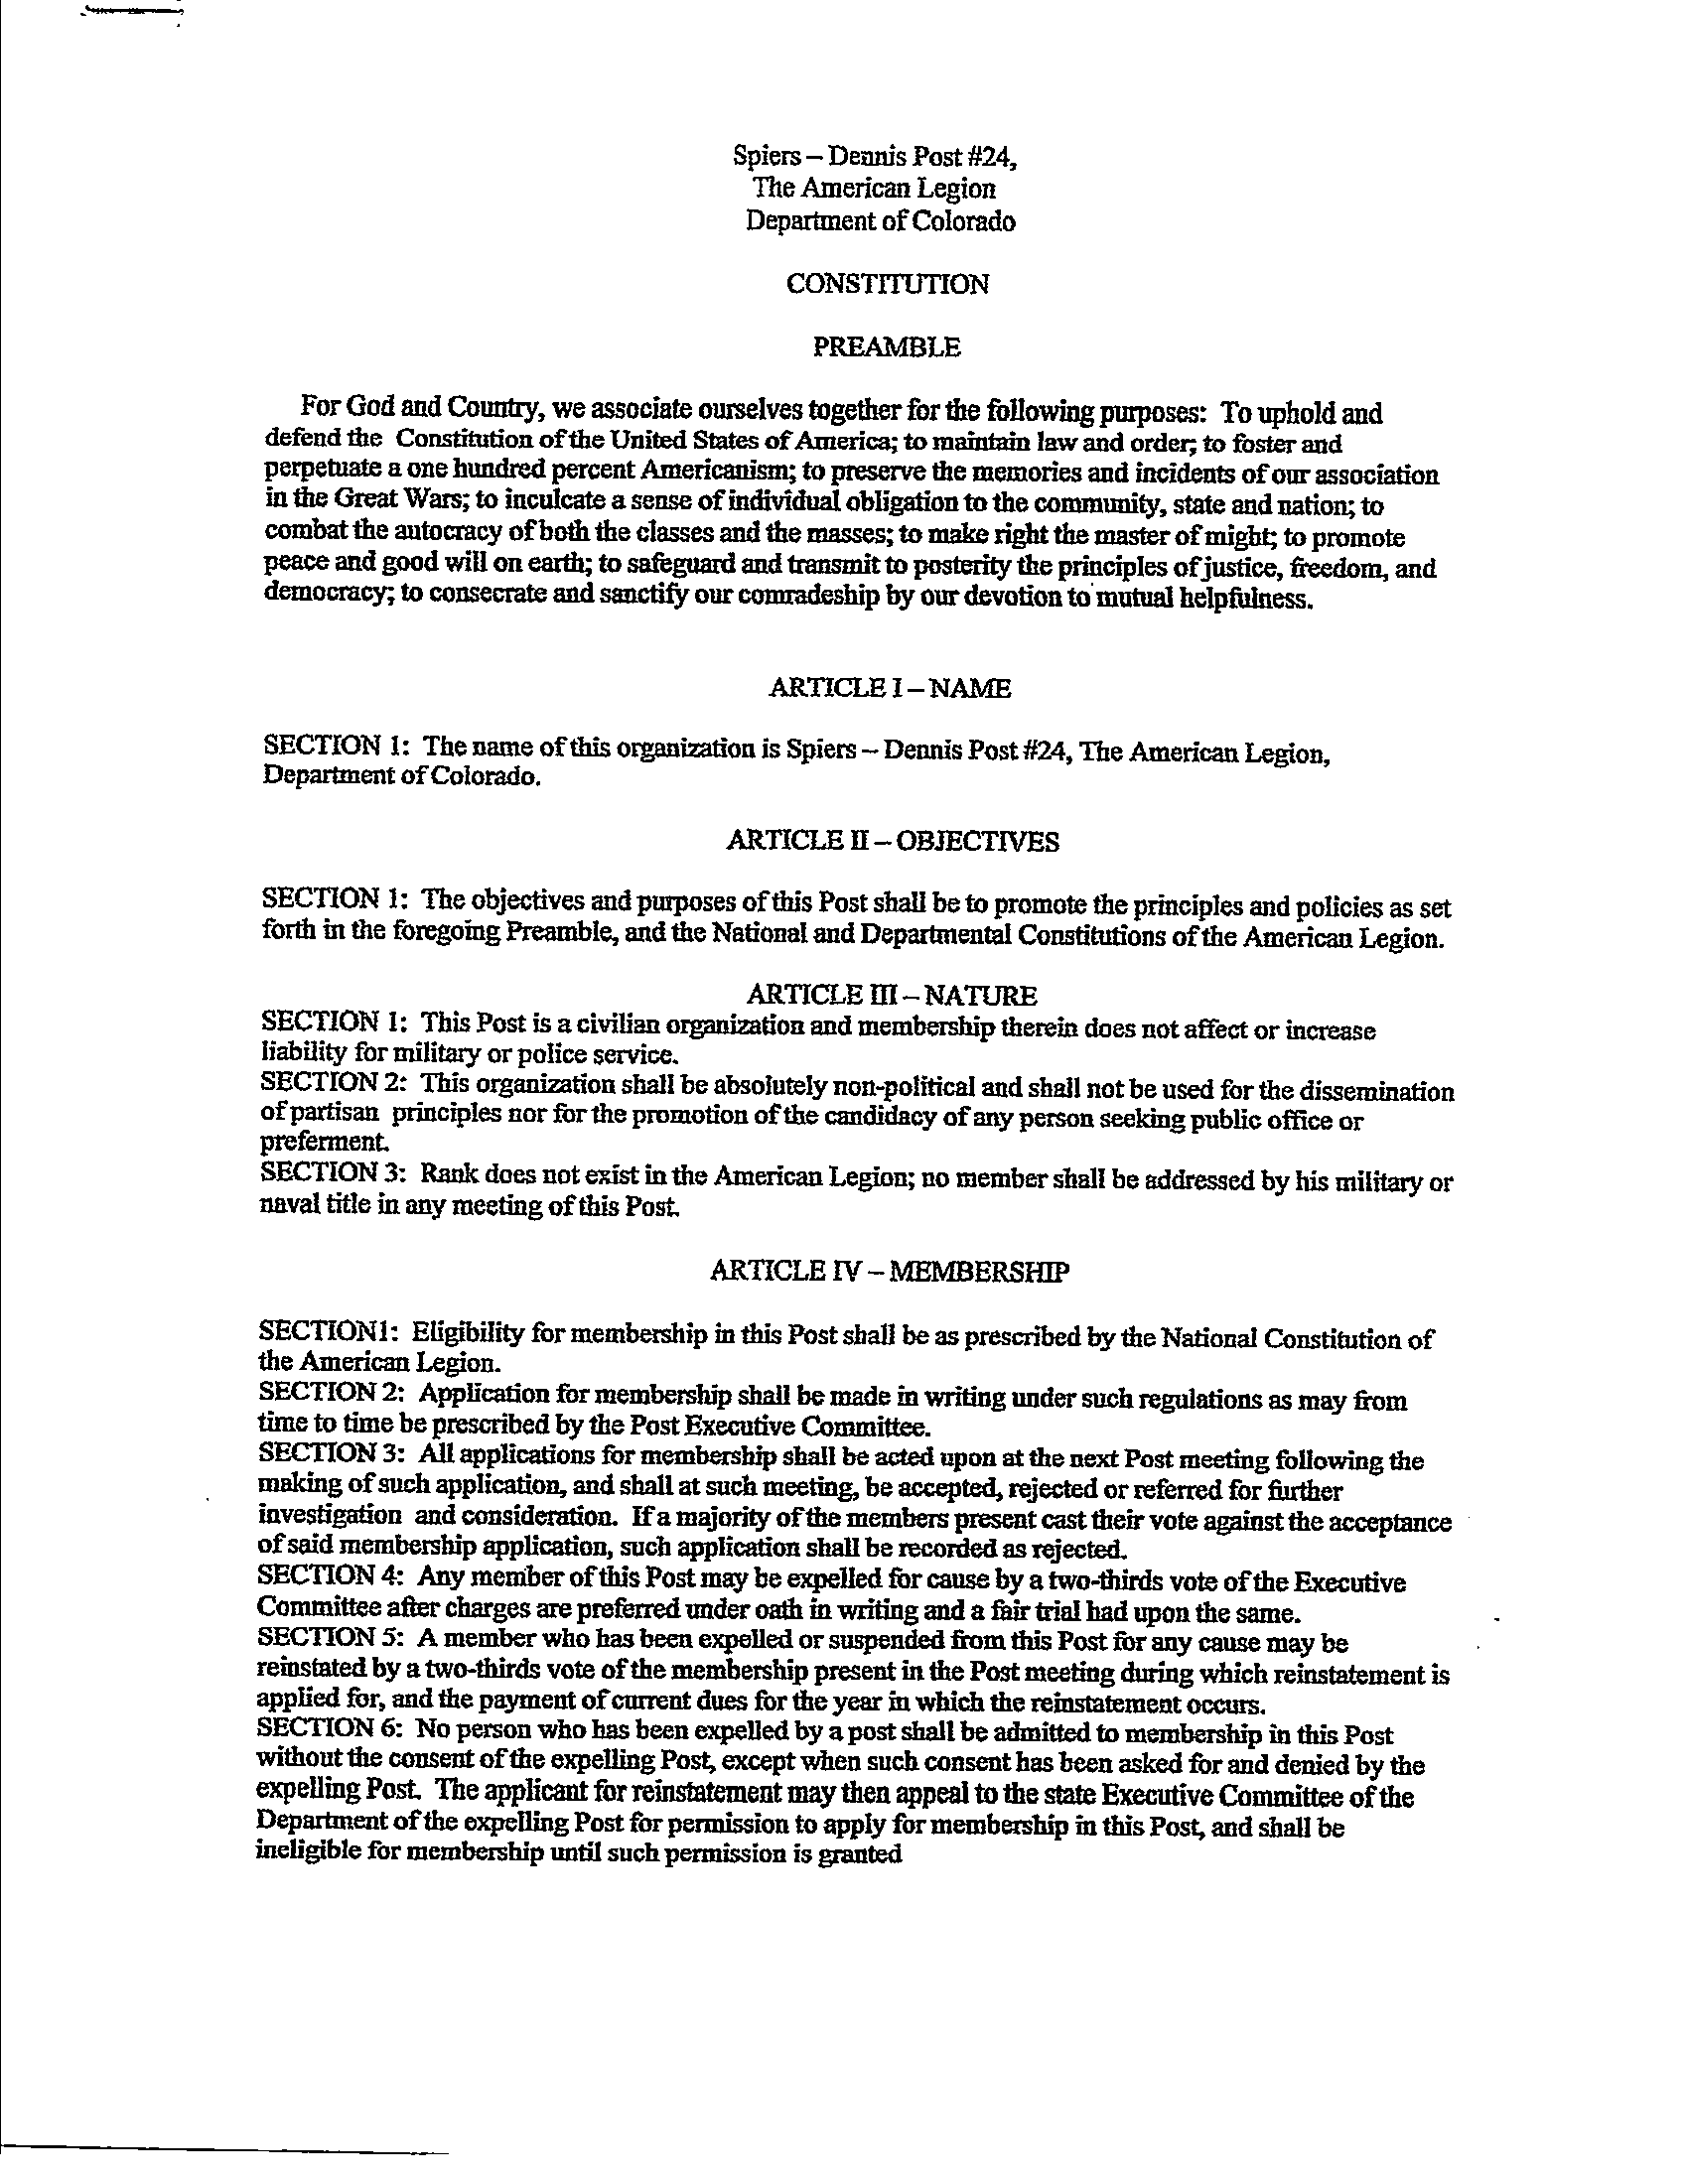 Spiers – Dennis Post #24,
The American Legion
Department of Colorado
CONSTITUTION
PREAMBLE
For God and Country, we associate ourselves together for the following purposes: To uphold and
defend the Constitution of the United States of America; to maintain law and order; to foster and
perpetuate a one hundred percent Americanism; to preserve the memories and incidents of our association
in the Great Wars; to inculcate a sense of individual obligation to the community, state and nation; to
combat the autocracy of both the classes and the masses; to make right the master of might; to promote
peace and good will on earth; to safeguard and transmit to posterity the principles of justice, freedom, and
democracy; to consecrate and sanctify our comradeship by our devotion to mutual helpfulness.
ARTICLE I – NAME
SECTION 1: The name of this organization is Spiers – Dennis Post #24, The American Legion,
Department of Colorado.
ARTICLE II – OBJECTIVES
SECTION 1: The objectives and purposes of this Post shall be to promote the principles and policies as set
forth in the foregoing Preamble, and the National and Departmental Constitutions of the American Legion.
ARTICLE III – NATURE
SECTION 1: This Post is a civilian organization and membership therein does not affect or increase
liability for military or police service.
SECTION 2: This organization shall be absolutely non-political and shall not be used for the dissemination
of partisan principles nor for the promotion of the candidacy of any person seeking public office or
preferment.
SECTION 3: Rank does not exist in the American Legion; no member shall be addressed by his military or
naval title in any meeting of this Post.
ARTICLE IV – MEMBERSHIP
SECTION1: Eligibility for membership in this Post shall be as prescribed by the National Constitution of
the American Legion.
SECTION 2: Application for membership shall be made in writing under such regulations as may from
time to time be prescribed by the Post Executive Committee.
SECTION 3: All applications for membership shall be acted upon at the next Post meeting following the
making of such application, and shall at such meeting, be accepted, rejected or referred for further
investigation and consideration. If a majority of the members present cast their vote against the acceptance
of said membership application, such application shall be recorded as rejected.
SECTION 4: Any member of this Post may be expelled for cause by a two-thirds vote of the Executive
Committee after charges are preferred under oath in writing and a fair trial had upon the same.
SECTION 5: A member who has been expelled or suspended from this Post for any cause may be
reinstated by a two-thirds vote of the membership present in the Post meeting during which reinstatement is
applied for, and the payment of current dues for the year in which the reinstatement occurs.
SECTION 6: No person who has been expelled by a post shall be admitted to membership in this Post
without the consent of the expelling Post, except when such consent has been asked for and denied by the
expelling Post. The applicant for reinstatement may then appeal to the state Executive Committee of the
Department of the expelling Post for permission to apply for membership in this Post, and shall be
ineligible for membership until such permission is granted